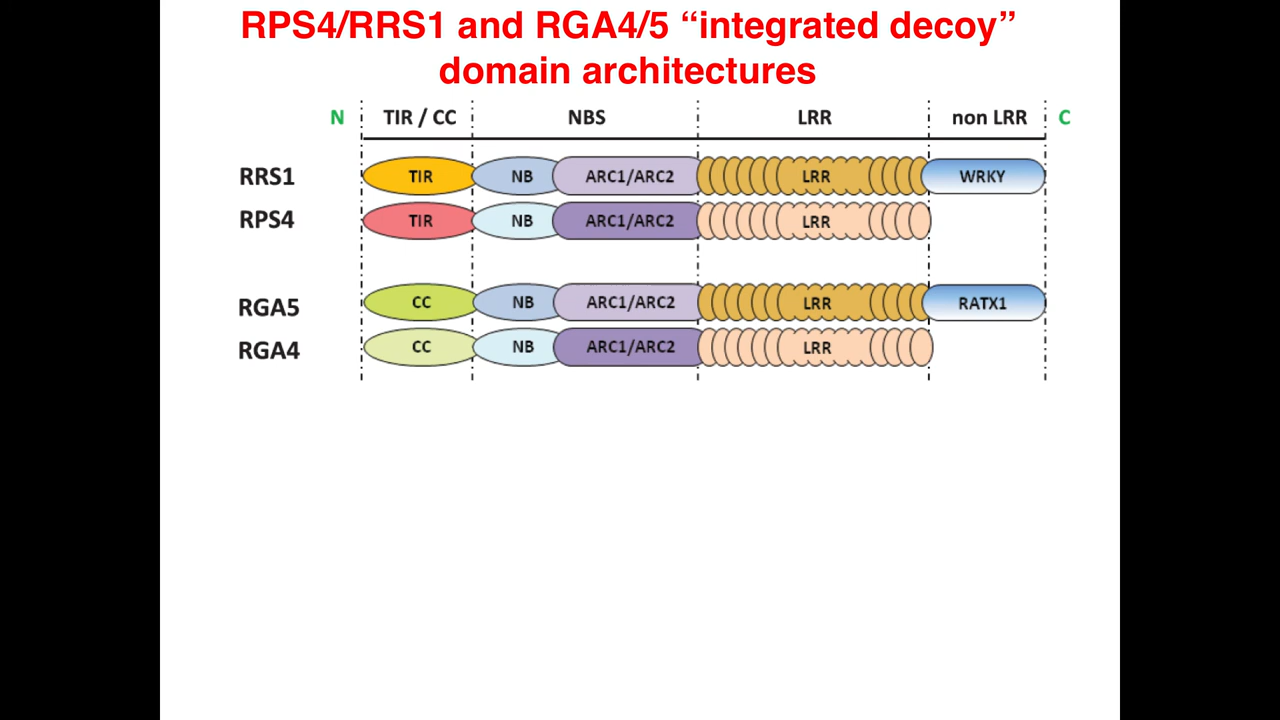 RPS4/RRS1 and RGA4/5 “integrated decoy”
domain architectures
N TIR / CC NBS LRR non LRR C
RRS1 TIR NB ARC1/ARC2 LRR WRKY
RPS4 TIR NB ARC1/ARC2 LRR
RGA5 CC NB ARC1/ARC2 LRR RATX1
RGA4 CC NB ARC1/ARC2 LRR